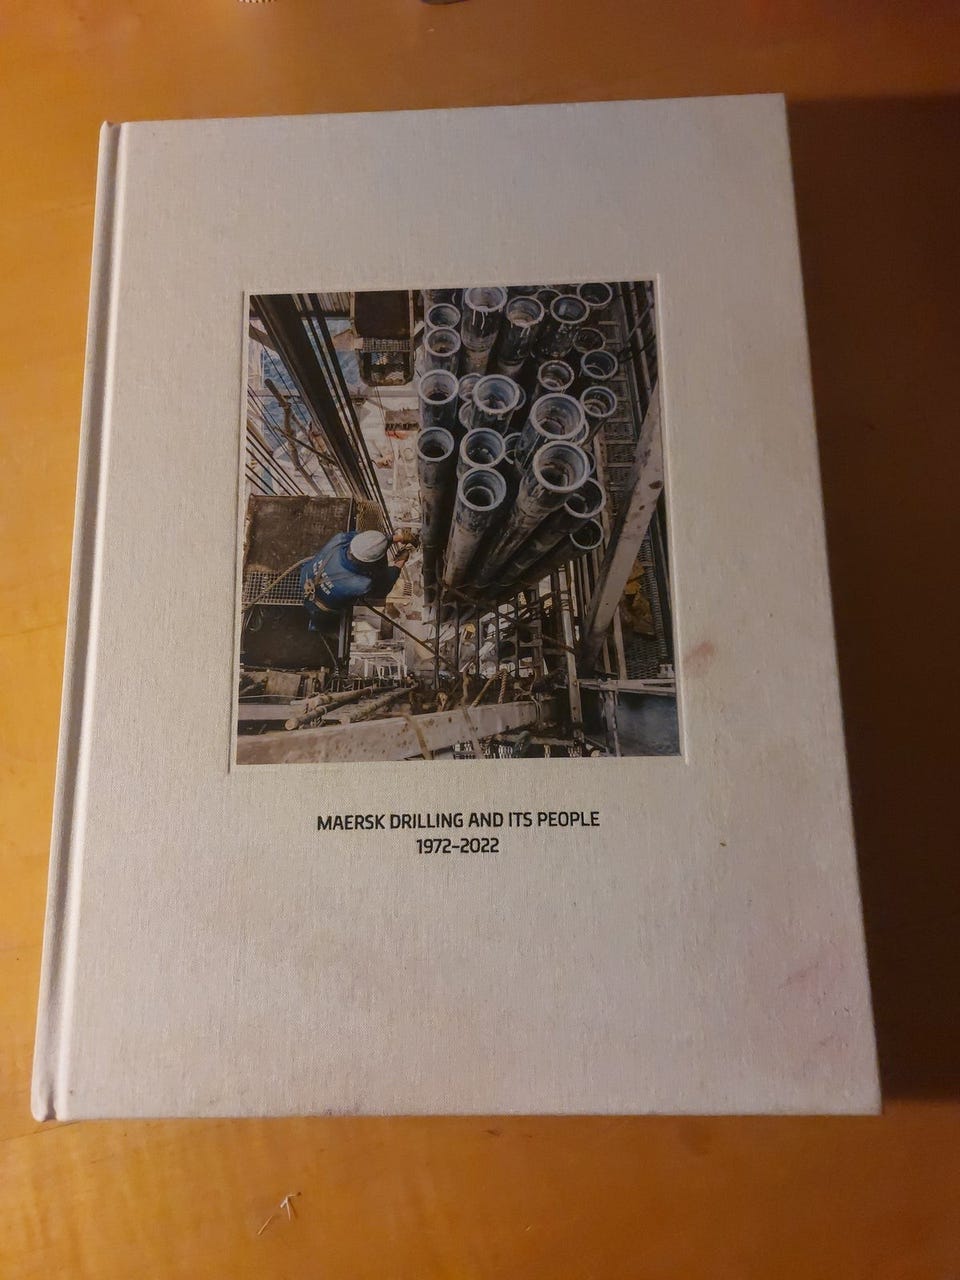 MAERSK DRILLING AND ITS PEOPLE
1972–2022